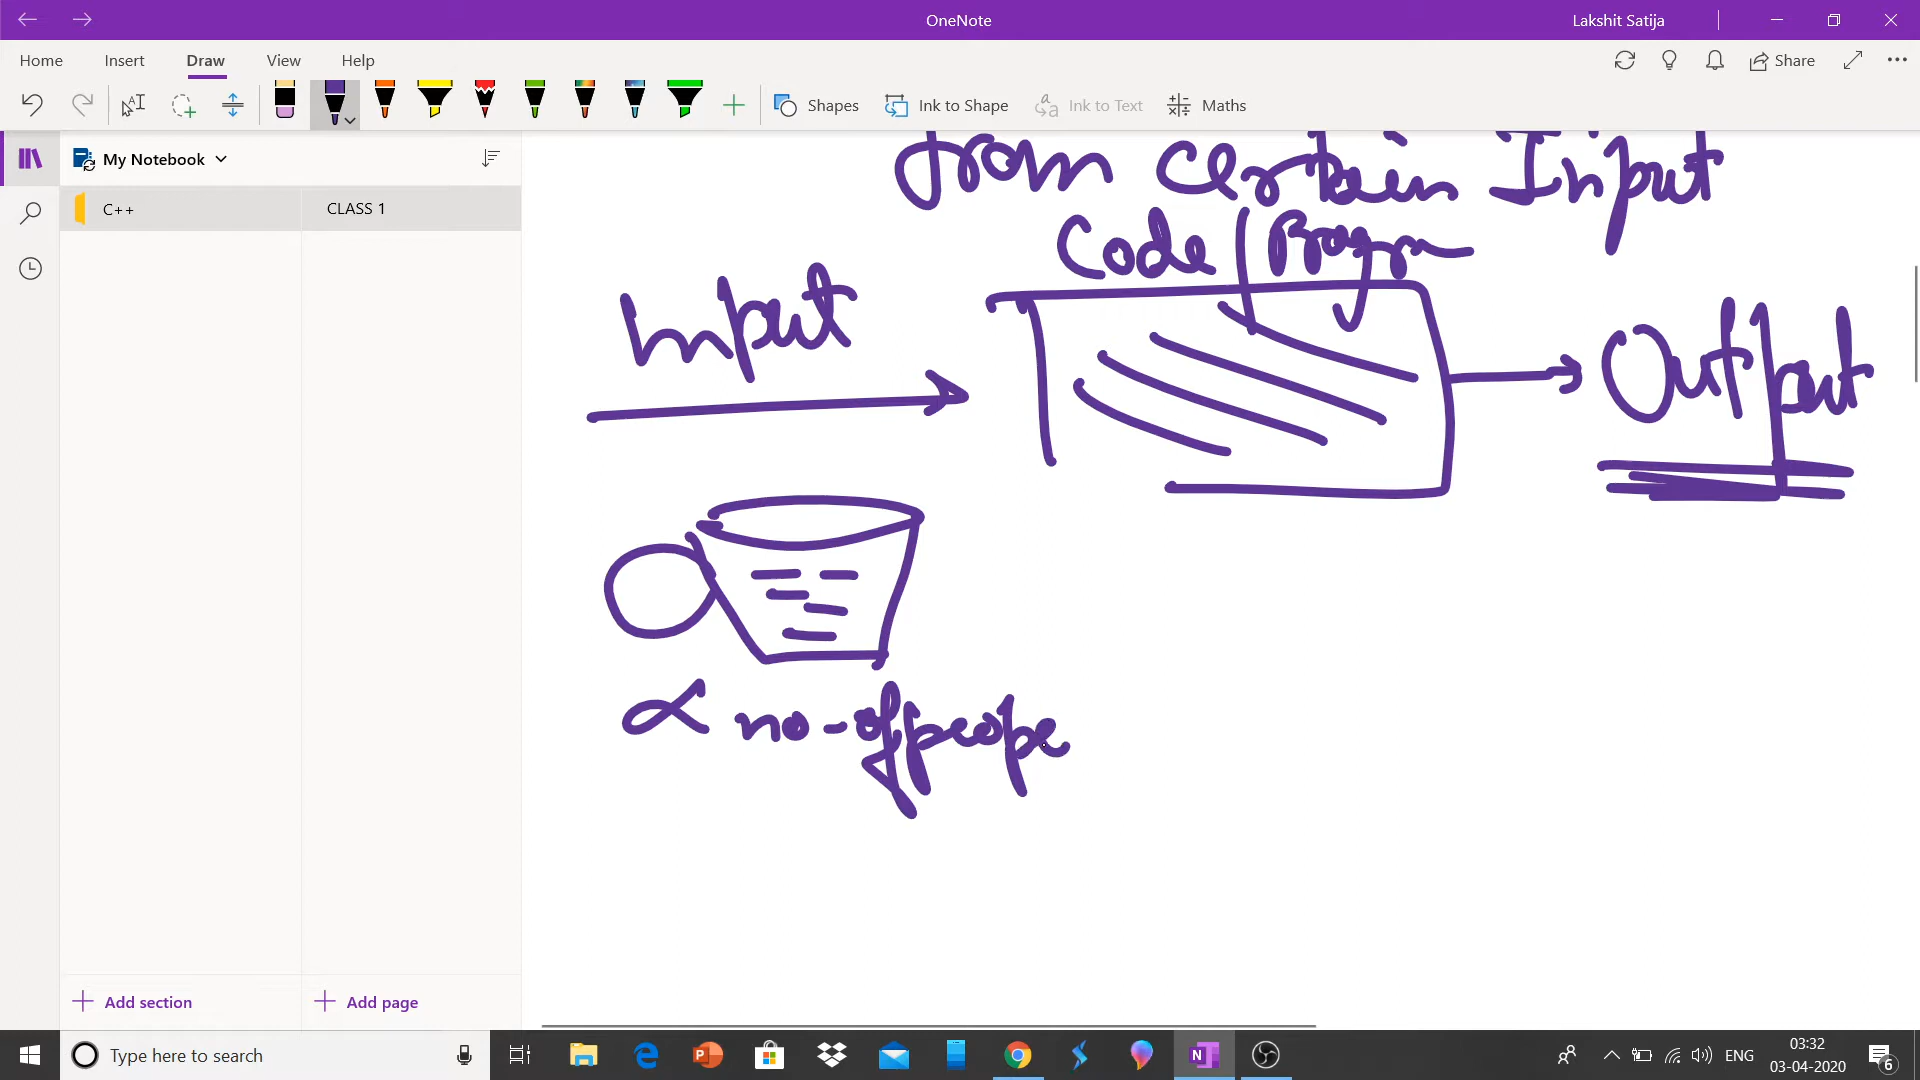 OneNote
Lakshit Satija
Home Insert Draw View Help
Share
Shapes Ink to Shape Ink to Text Maths
My Notebook
C++ CLASS 1
from certain Input
Code / Program
Input
Output
∝ no-of people
Add section Add page
Type here to search
ENG
03:32
03-04-2020
6